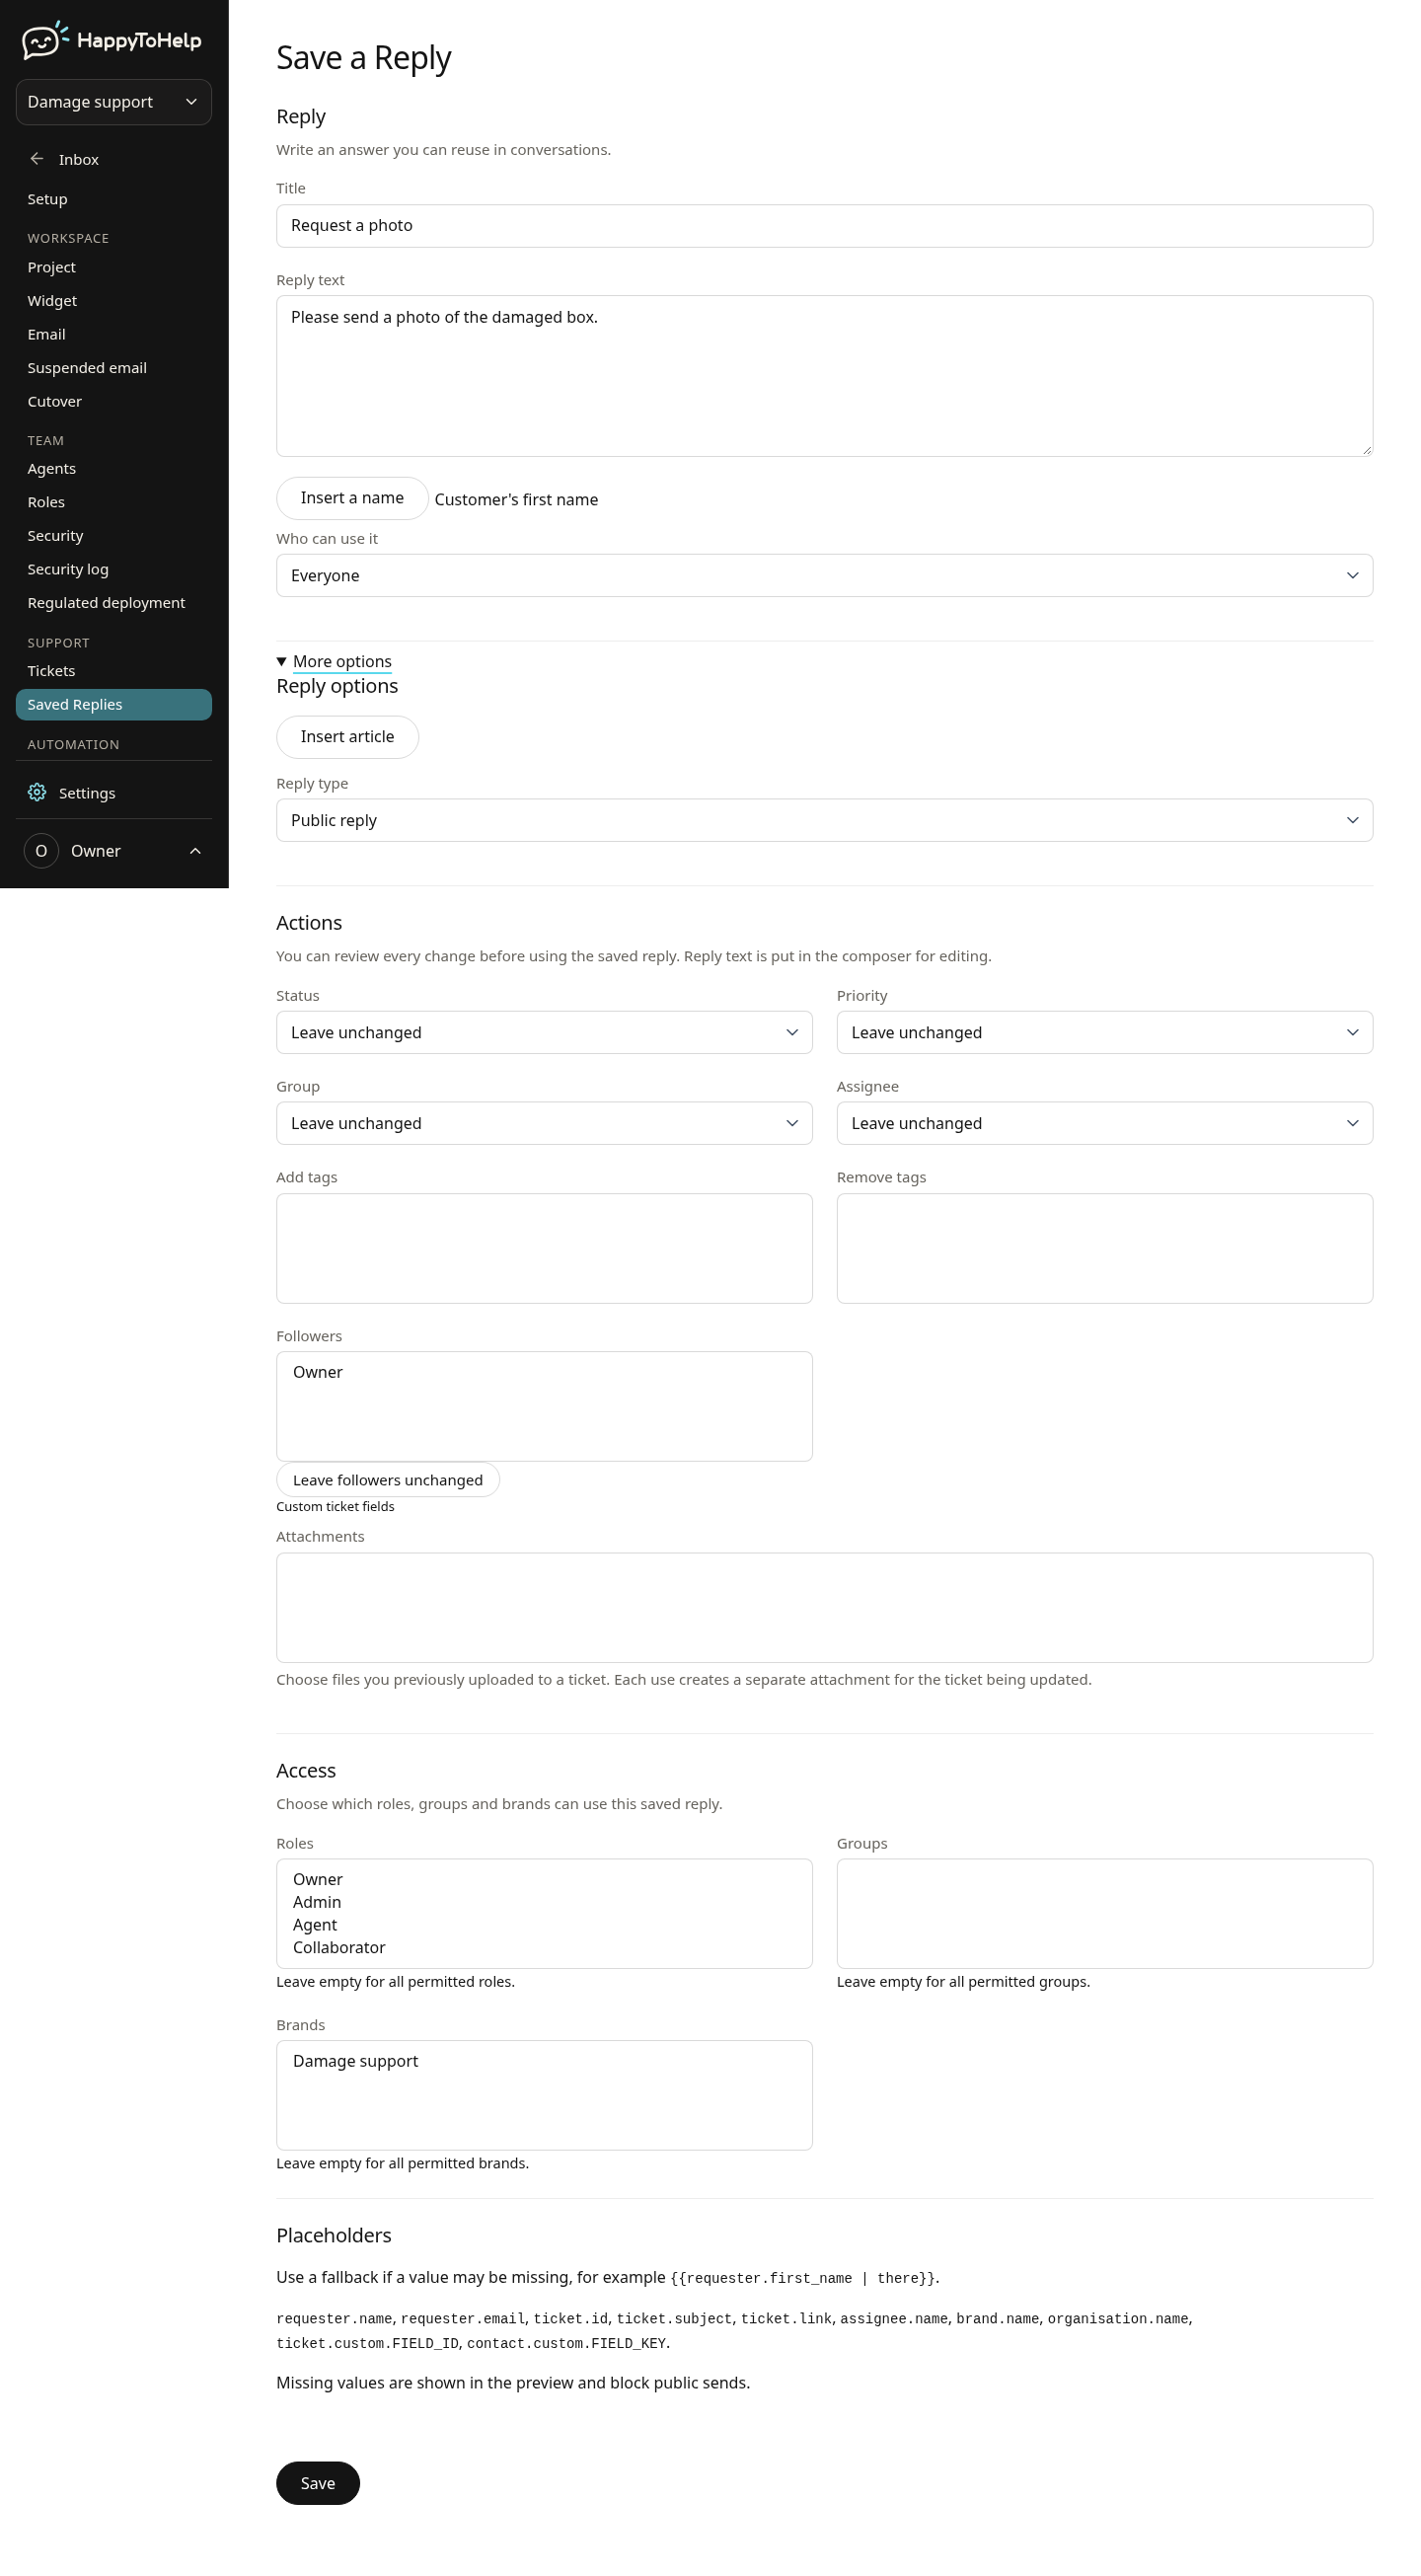 HappyToHelp
Damage support
Inbox
Setup
WORKSPACE
Project
Widget
Email
Suspended email
Cutover
TEAM
Agents
Roles
Security
Security log
Regulated deployment
SUPPORT
Tickets
Saved Replies
AUTOMATION
Settings
O Owner
Save a Reply
Reply
Write an answer you can reuse in conversations.
Title
Request a photo
Reply text
Please send a photo of the damaged box.
Insert a name Customer's first name
Who can use it
Everyone
More options
Reply options
Insert article
Reply type
Public reply
Actions
You can review every change before using the saved reply. Reply text is put in the composer for editing.
Status Priority
Leave unchanged Leave unchanged
Group Assignee
Leave unchanged Leave unchanged
Add tags Remove tags
Followers
Owner
Leave followers unchanged
Custom ticket fields
Attachments
Choose files you previously uploaded to a ticket. Each use creates a separate attachment for the ticket being updated.
Access
Choose which roles, groups and brands can use this saved reply.
Roles Groups
Owner
Admin
Agent
Collaborator
Leave empty for all permitted roles. Leave empty for all permitted groups.
Brands
Damage support
Leave empty for all permitted brands.
Placeholders
Use a fallback if a value may be missing, for example {{requester.first_name | there}}.
requester.name, requester.email, ticket.id, ticket.subject, ticket.link, assignee.name, brand.name, organisation.name,
ticket.custom.FIELD_ID, contact.custom.FIELD_KEY.
Missing values are shown in the preview and block public sends.
Save